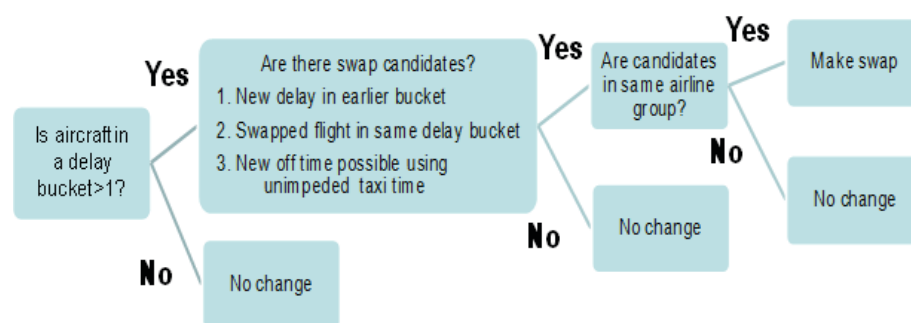 Is aircraft in
a delay
bucket>1?
Yes
No
Are there swap candidates?
1. New delay in earlier bucket
2. Swapped flight in same delay bucket
3. New off time possible using
unimpeded taxi time
No change
Yes
No
Are candidates
in same airline
group?
No change
Yes
No
Make swap
No change